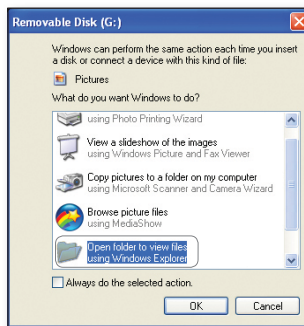 Removable Disk (G:)
Windows can perform the same action each time you insert
a disk or connect a device with this kind of file:
Pictures
What do you want Windows to do?
using Photo Printing Wizard
View a slideshow of the images
using Windows Picture and Fax Viewer
Copy pictures to a folder on my computer
using Microsoft Scanner and Camera Wizard
Browse picture files
using MediaShow
Open folder to view files
using Windows Explorer
Always do the selected action.
OK
Cancel